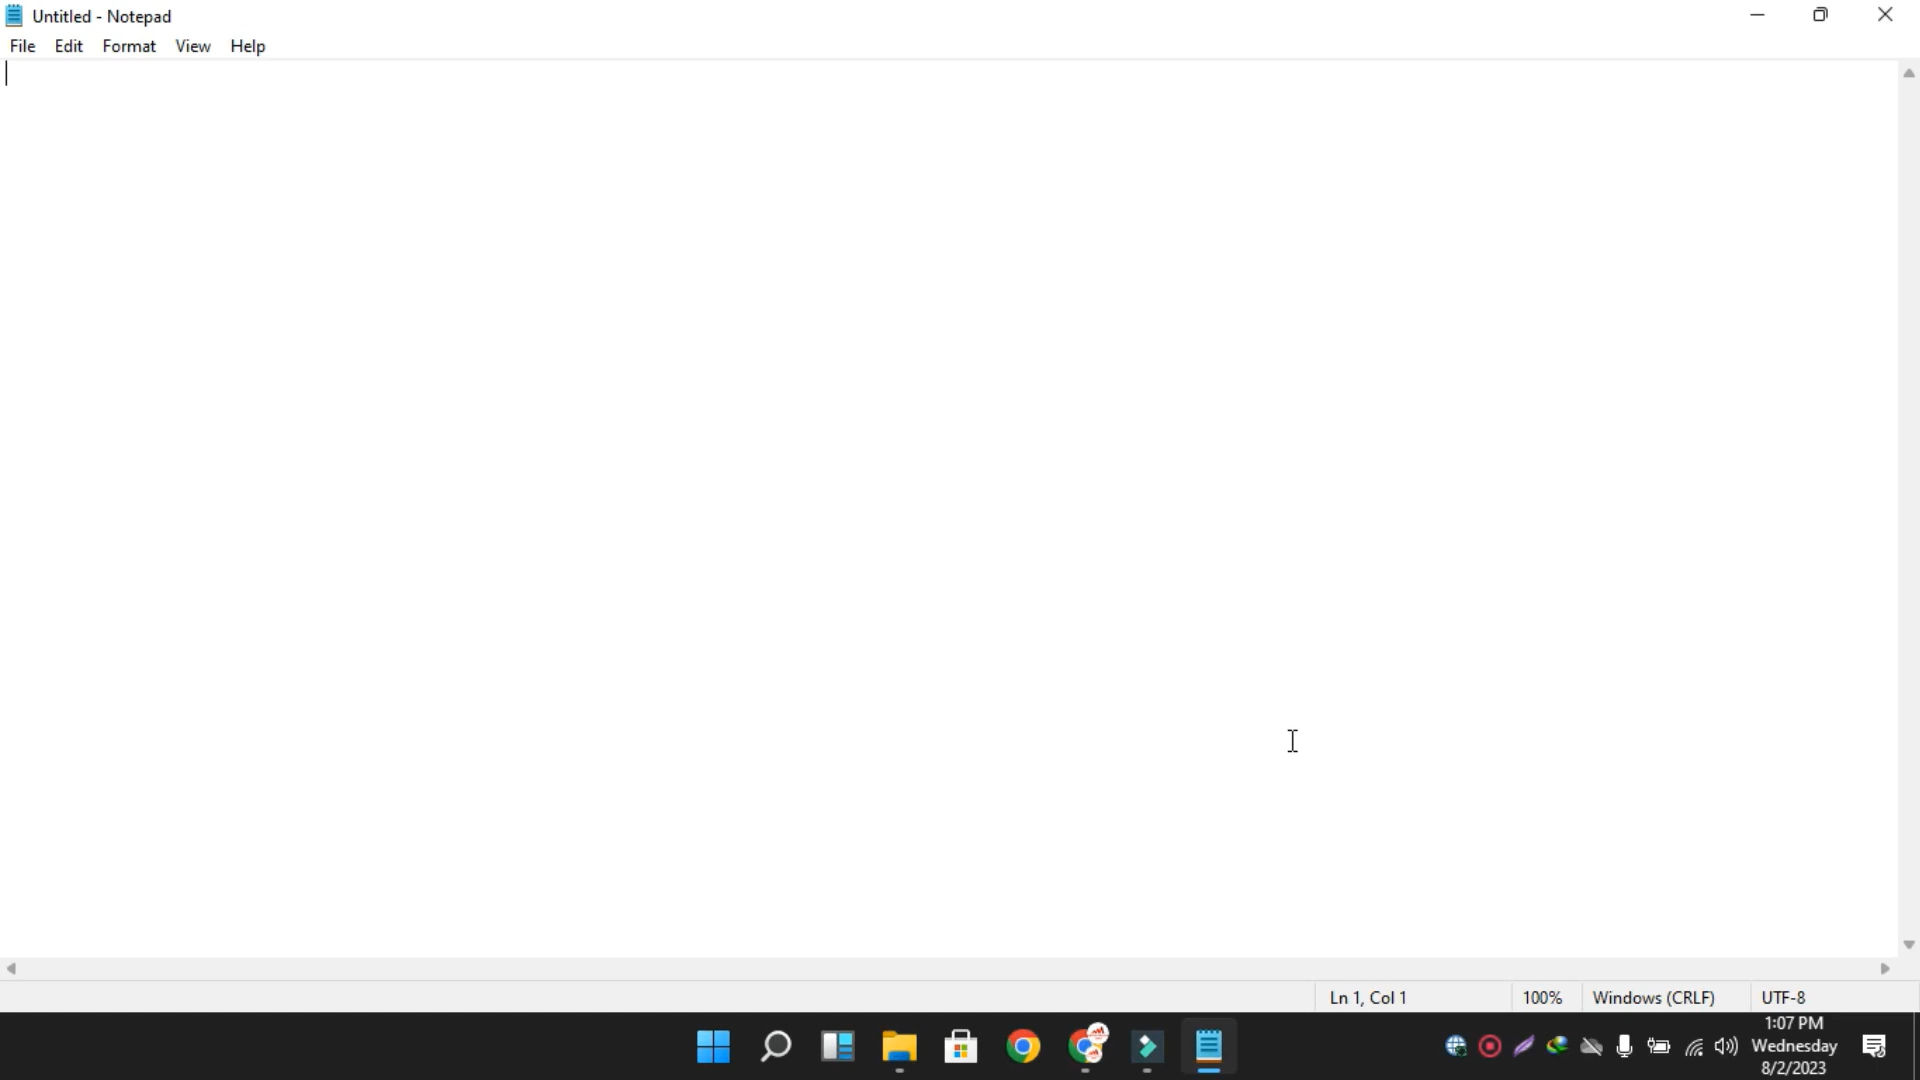 Untitled - Notepad
File Edit Format View Help
Ln 1, Col 1 100% Windows (CRLF) UTF-8
1:07 PM
Wednesday
8/2/2023